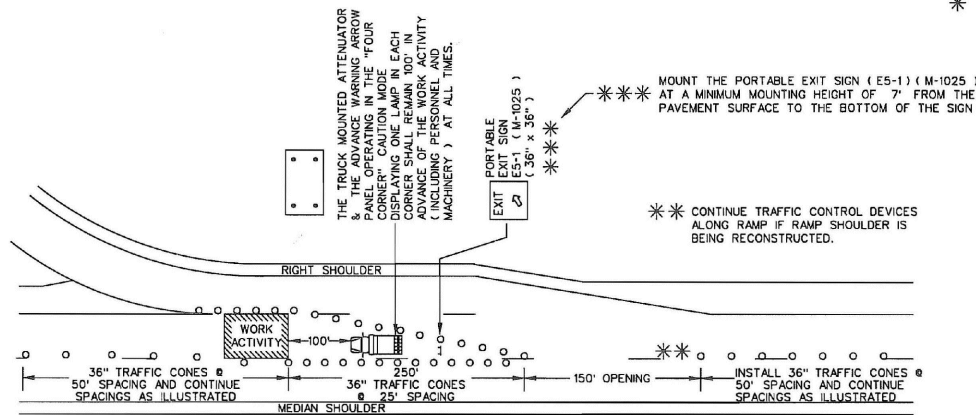 THE TRUCK MOUNTED ATTENUATOR
& THE ADVANCE WARNING ARROW
PANEL OPERATING IN THE "FOUR
CORNER" CAUTION MODE
DISPLAYING ONE LAMP IN EACH
CORNER SHALL REMAIN 100' IN
ADVANCE OF THE WORK ACTIVITY
( INCLUDING PERSONNEL AND
MACHINERY ) AT ALL TIMES.
PORTABLE
EXIT SIGN
E5-1 ( M-1025 )
( 36" x 36" )
***
EXIT
*
*** MOUNT THE PORTABLE EXIT SIGN ( E5-1 ) ( M-1025 )
AT A MINIMUM MOUNTING HEIGHT OF 7' FROM THE
PAVEMENT SURFACE TO THE BOTTOM OF THE SIGN
** CONTINUE TRAFFIC CONTROL DEVICES
ALONG RAMP IF RAMP SHOULDER IS
BEING RECONSTRUCTED.
RIGHT SHOULDER
WORK
ACTIVITY
100'
**
36" TRAFFIC CONES @
50' SPACING AND CONTINUE
SPACINGS AS ILLUSTRATED
250'
36" TRAFFIC CONES
@ 25' SPACING
150' OPENING
INSTALL 36" TRAFFIC CONES @
50' SPACING AND CONTINUE
SPACINGS AS ILLUSTRATED
MEDIAN SHOULDER